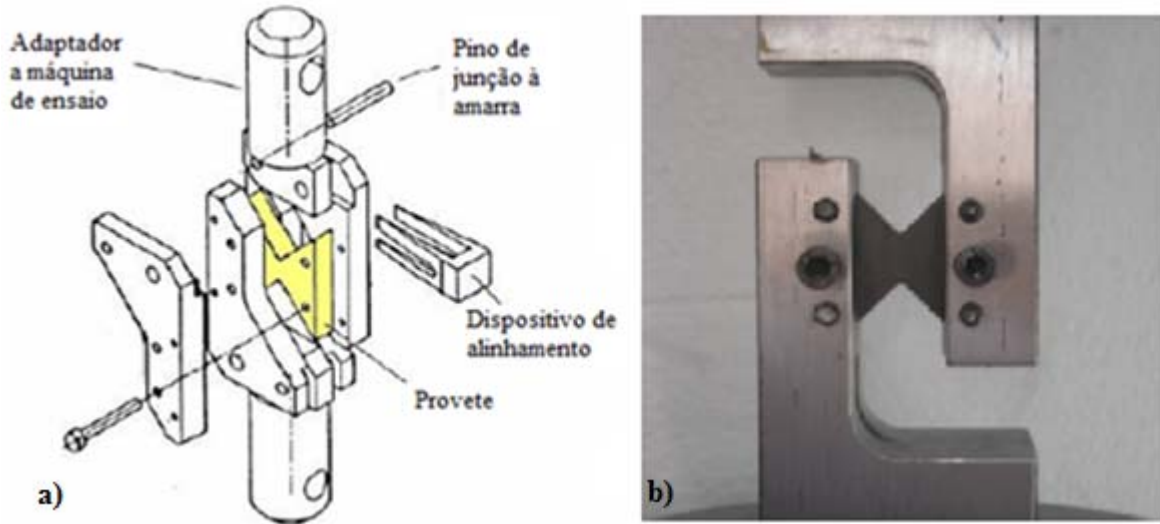 Adaptador
a máquina
de ensaio
Pino de
junção à
amarra
Dispositivo de
alinhamento
Provete
a)
b)